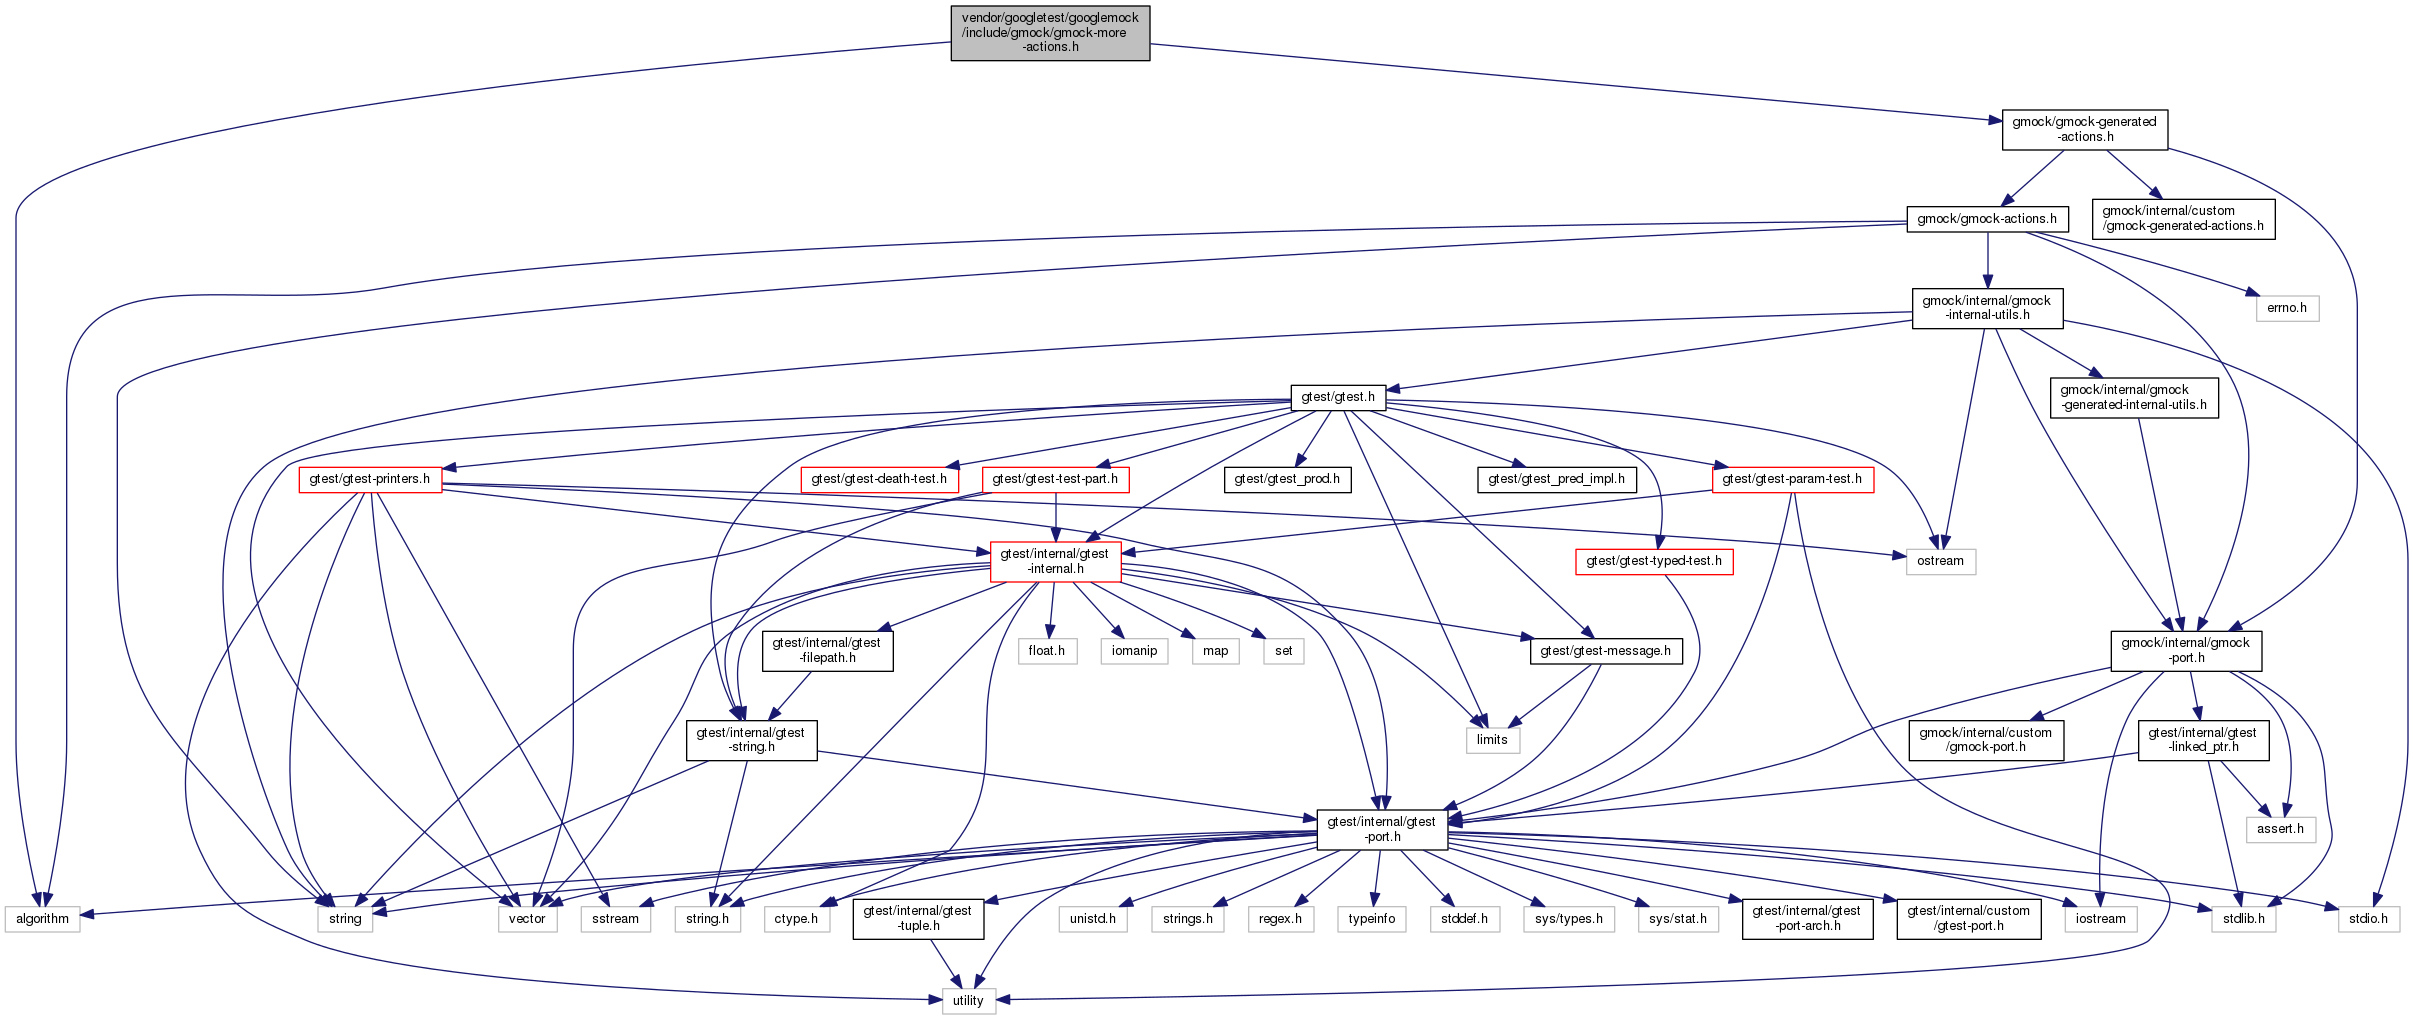 vendor/googletest/googlemock
/include/gmock/gmock-more
-actions.h
gmock/gmock-generated
-actions.h
gmock/gmock-actions.h
gmock/internal/custom
/gmock-generated-actions.h
gmock/internal/gmock
-internal-utils.h
errno.h
gtest/gtest.h
gmock/internal/gmock
-generated-internal-utils.h
gtest/gtest-printers.h
gtest/gtest-death-test.h
gtest/gtest-test-part.h
gtest/gtest_prod.h
gtest/gtest_pred_impl.h
gtest/gtest-param-test.h
gtest/internal/gtest
-internal.h
gtest/gtest-typed-test.h
ostream
gtest/internal/gtest
-filepath.h
float.h
iomanip
map
set
gtest/gtest-message.h
gmock/internal/gmock
-port.h
gtest/internal/gtest
-string.h
limits
gmock/internal/custom
/gmock-port.h
gtest/internal/gtest
-linked_ptr.h
gtest/internal/gtest
-port.h
assert.h
algorithm
string
vector
sstream
string.h
ctype.h
gtest/internal/gtest
-tuple.h
unistd.h
strings.h
regex.h
typeinfo
stddef.h
sys/types.h
sys/stat.h
gtest/internal/gtest
-port-arch.h
gtest/internal/custom
/gtest-port.h
iostream
stdlib.h
stdio.h
utility